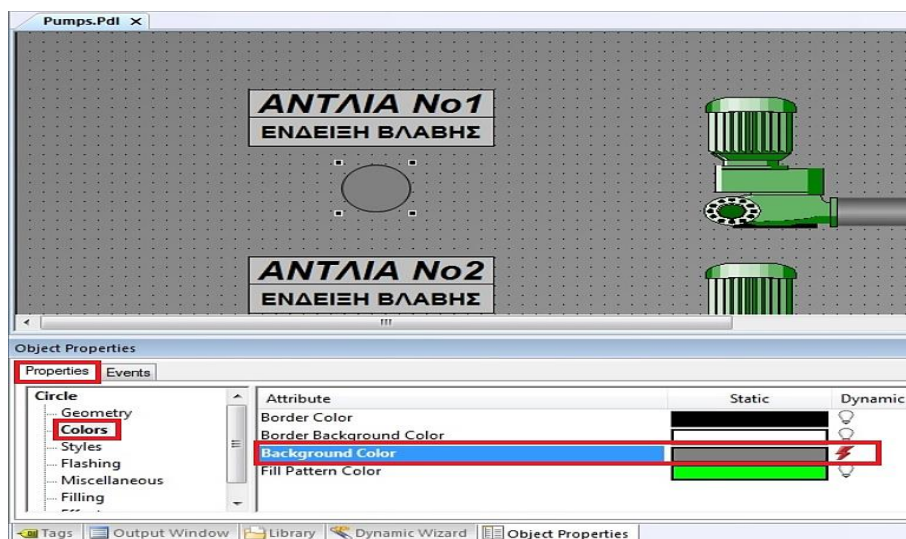 Pumps.Pdl
ΑΝΤΛΙΑ Νο1
ΕΝΔΕΙΞΗ ΒΛΑΒΗΣ
ΑΝΤΛΙΑ Νο2
ΕΝΔΕΙΞΗ ΒΛΑΒΗΣ
Object Properties
Properties Events
Circle
Geometry
Colors
Styles
Flashing
Miscellaneous
Filling
Attribute Static Dynamic
Border Color
Border Background Color
Background Color
Fill Pattern Color
Tags Output Window Library Dynamic Wizard Object Properties